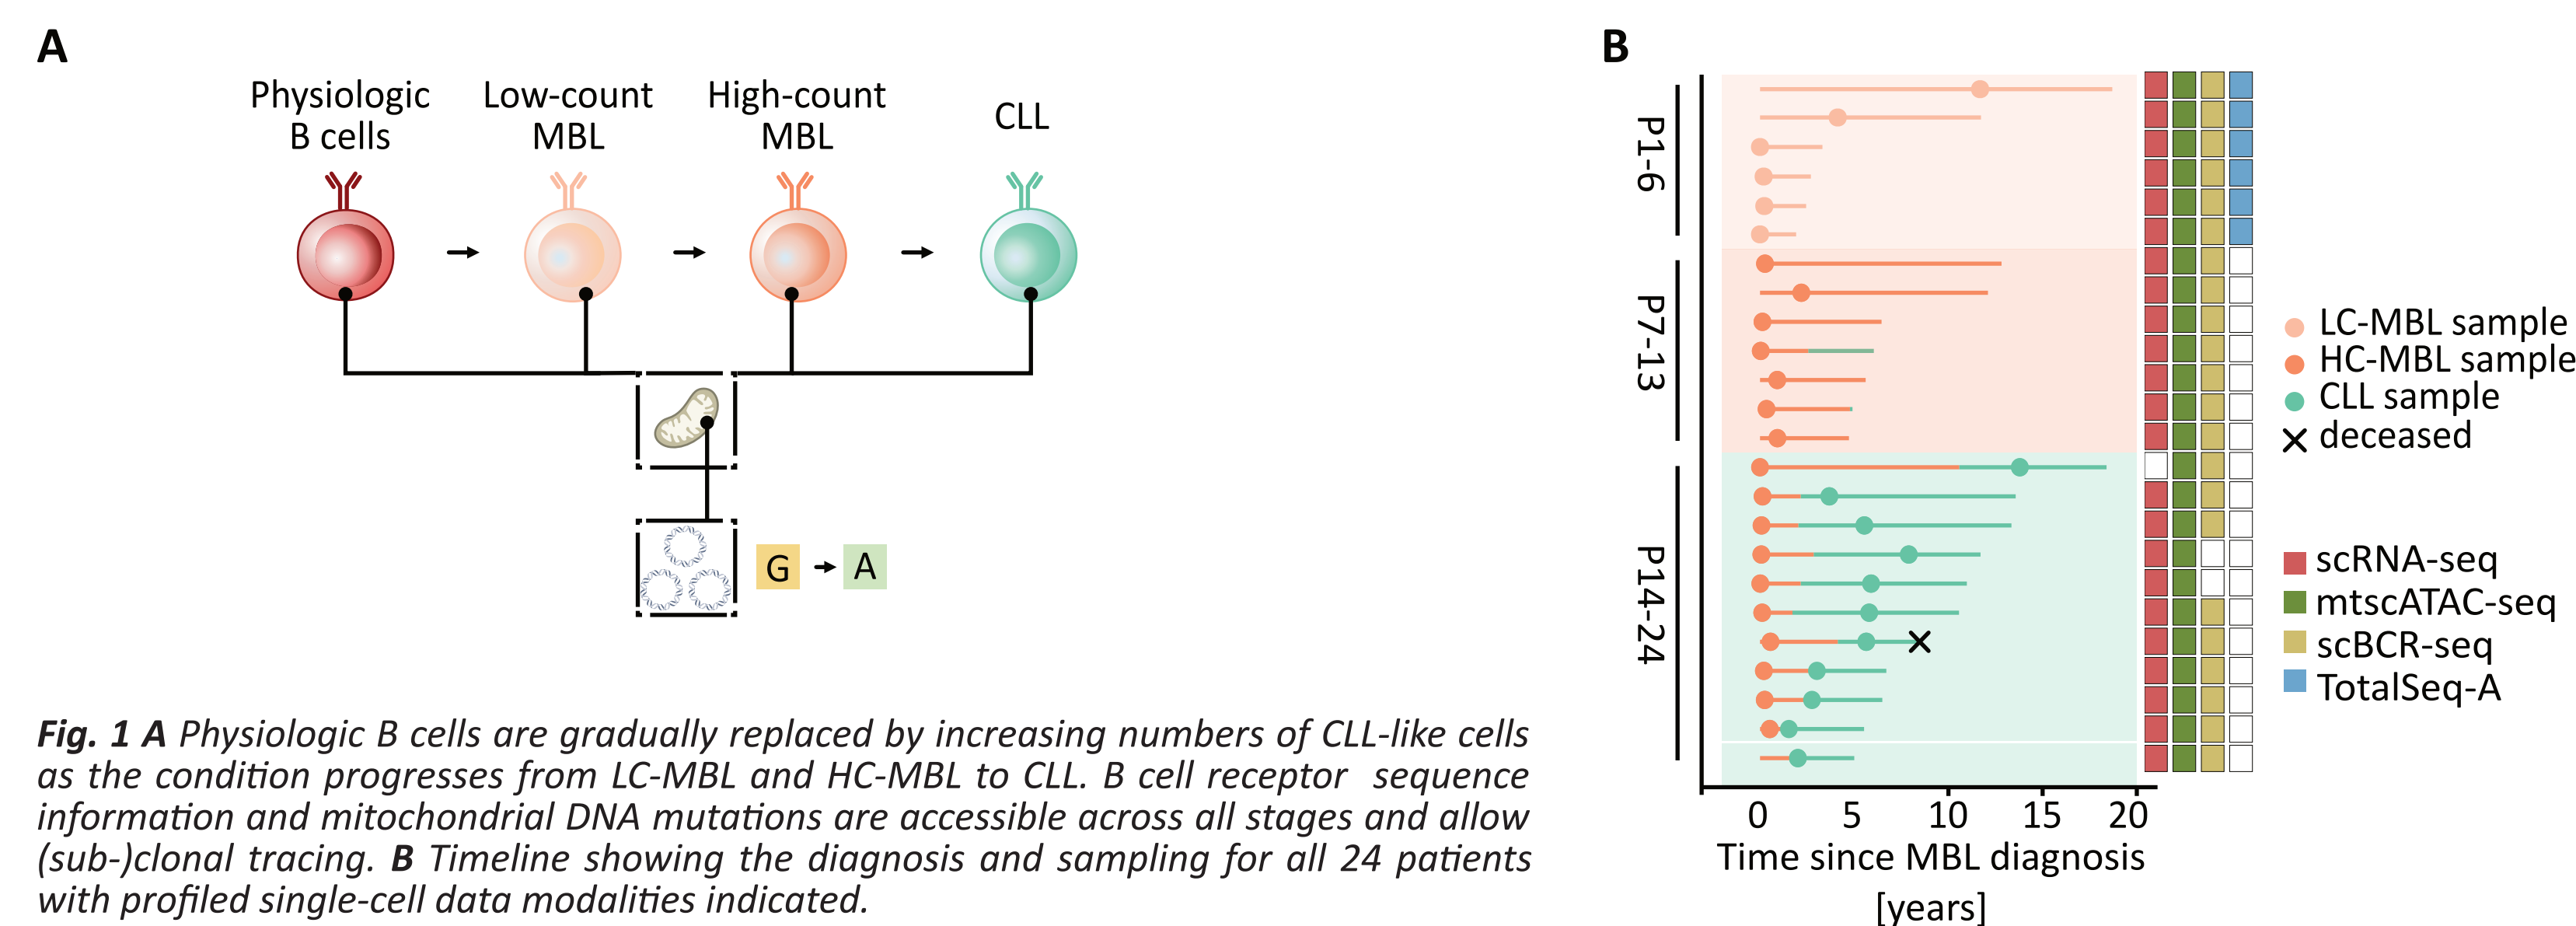 A
Physiologic
B cells
Low-count
MBL
High-count
MBL
CLL
G
A
Fig. 1 A Physiologic B cells are gradually replaced by increasing numbers of CLL-like cells
as the condition progresses from LC-MBL and HC-MBL to CLL. B cell receptor sequence
information and mitochondrial DNA mutations are accessible across all stages and allow
(sub-)clonal tracing. B Timeline showing the diagnosis and sampling for all 24 patients
with profiled single-cell data modalities indicated.
B
P1-6
P7-13
P14-24
0 5 10 15 20
Time since MBL diagnosis
[years]
LC-MBL sample
HC-MBL sample
CLL sample
deceased
scRNA-seq
mtscATAC-seq
scBCR-seq
TotalSeq-A